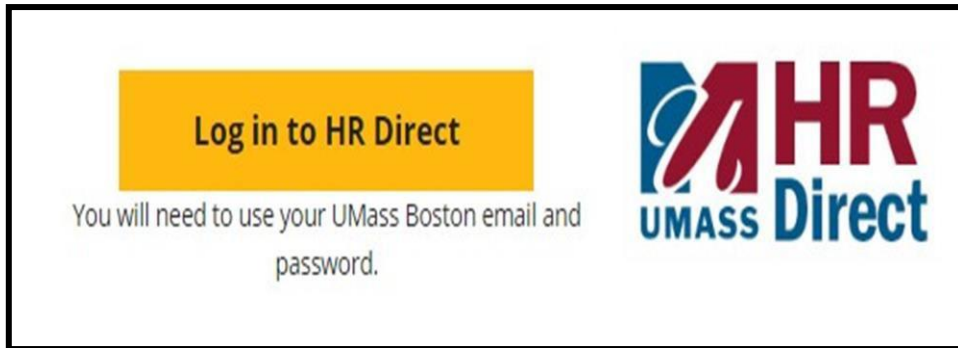 Log in to HR Direct
You will need to use your UMass Boston email and
password.
HR
UMASS Direct